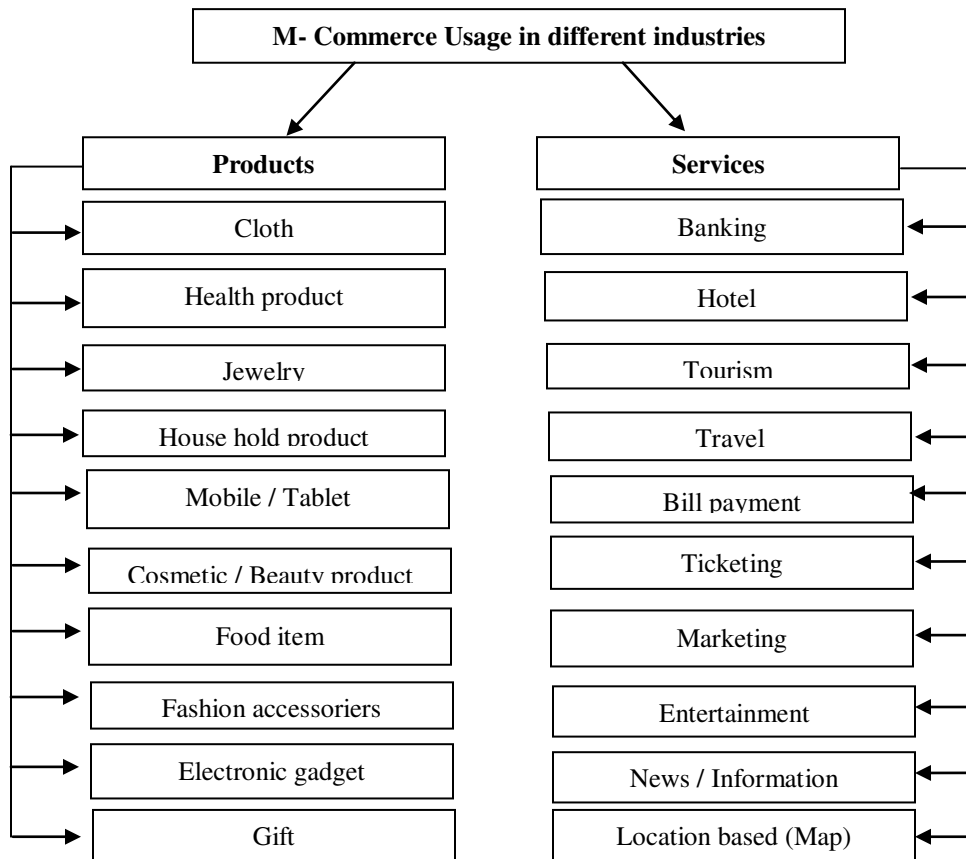 M- Commerce Usage in different industries
Products
Cloth
Health product
Jewelry
House hold product
Mobile / Tablet
Cosmetic / Beauty product
Food item
Fashion accessoriers
Electronic gadget
Gift
Services
Banking
Hotel
Tourism
Travel
Bill payment
Ticketing
Marketing
Entertainment
News / Information
Location based (Map)